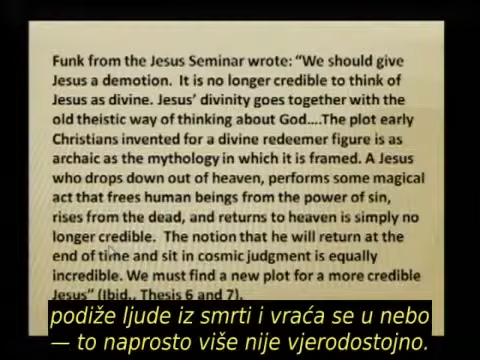 Funk from the Jesus Seminar wrote: “We should give
Jesus a demotion.  It is no longer credible to think of
Jesus as divine. Jesus’ divinity goes together with the
old theistic way of thinking about God....The plot early
Christians invented for a divine redeemer figure is as
archaic as the mythology in which it is framed. A Jesus
who drops down out of heaven, performs some magical
act that frees human beings from the power of sin,
rises from the dead, and returns to heaven is simply no
longer credible.  The notion that he will return at the
end of time and sit in cosmic judgment is equally
incredible. We must find a new plot for a more credible
Jesus” (Ibid., Thesis 6 and 7).
podiže ljude iz smrti i vraća se u nebo
— to naprosto više nije vjerodostojno.